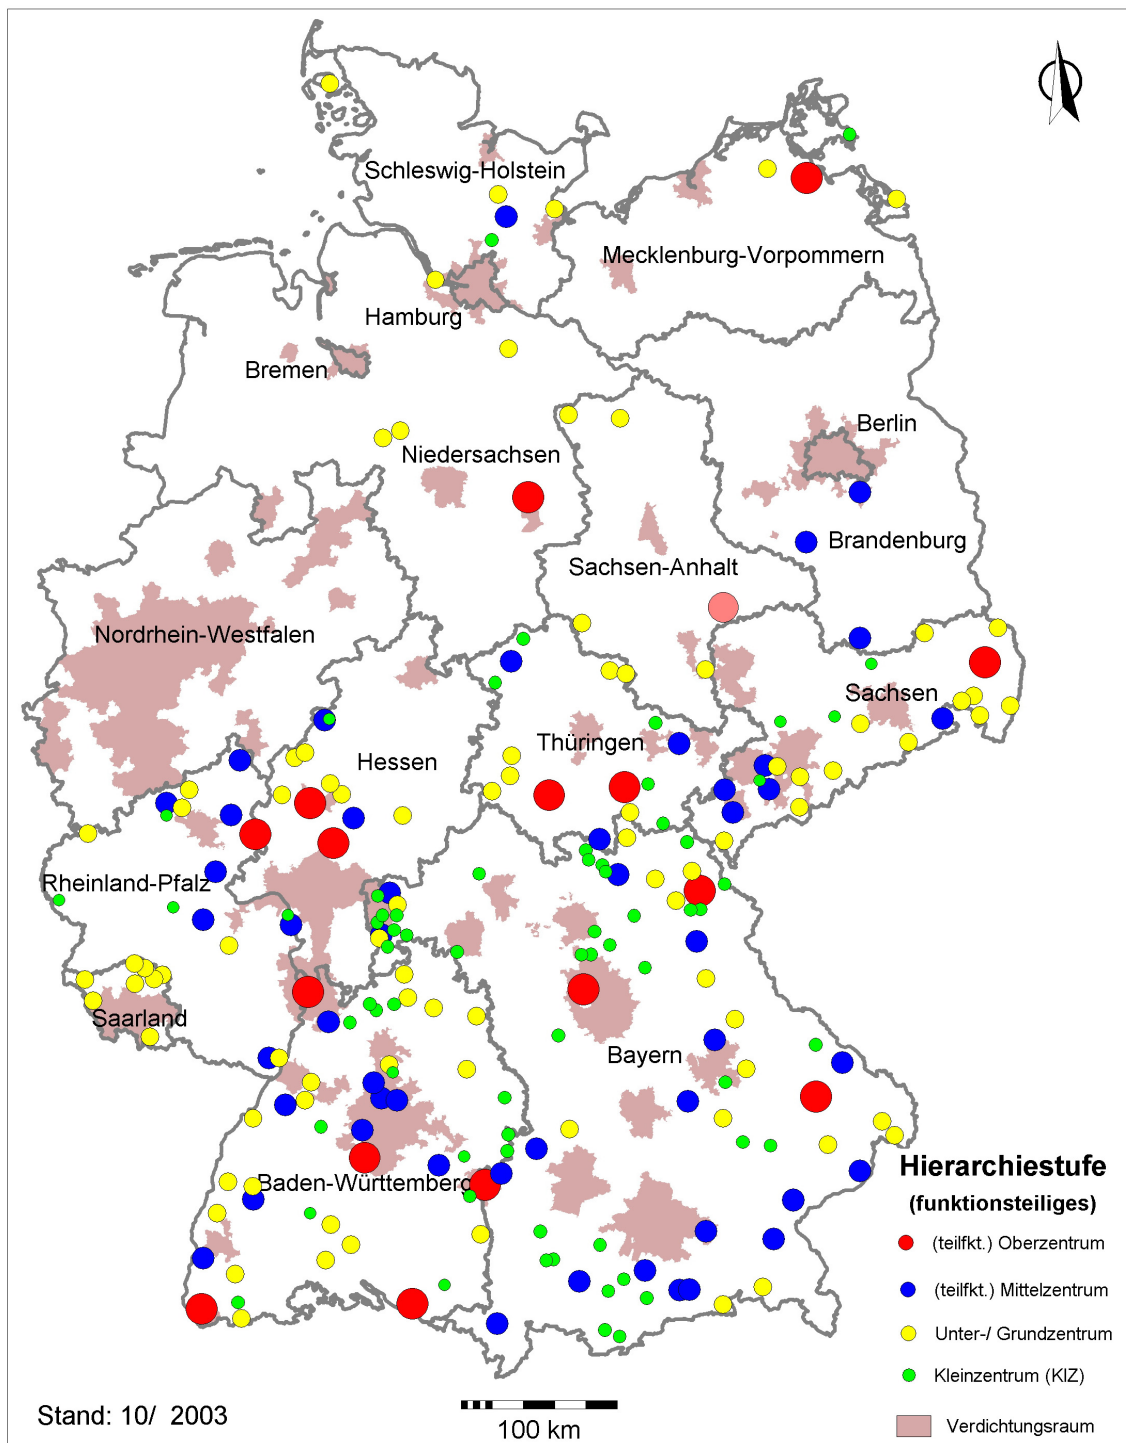 Schleswig-Holstein
Mecklenburg-Vorpommern
Hamburg
Bremen
Berlin
Niedersachsen
Brandenburg
Sachsen-Anhalt
Nordrhein-Westfalen
Sachsen
Thüringen
Hessen
Rheinland-Pfalz
Saarland
Bayern
Baden-Württemberg
Hierarchiestufe
(funktionsteiliges)
(teilfkt.) Oberzentrum
(teilfkt.) Mittelzentrum
Unter-/ Grundzentrum
Kleinzentrum (KIZ)
Verdichtungsraum
Stand: 10/ 2003
100 km